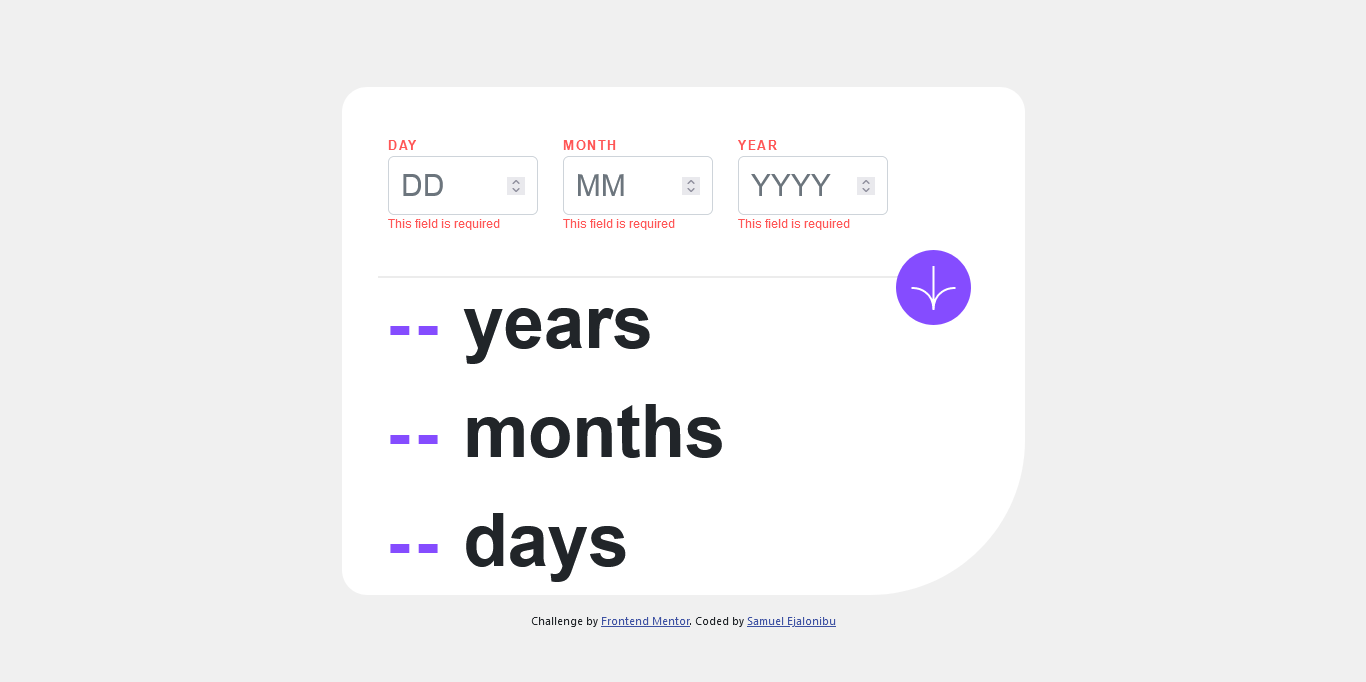 DAY MONTH YEAR
DD MM YYYY
This field is required This field is required This field is required
-- years
-- months
-- days
Challenge by Frontend Mentor. Coded by Samuel Ejalonibu